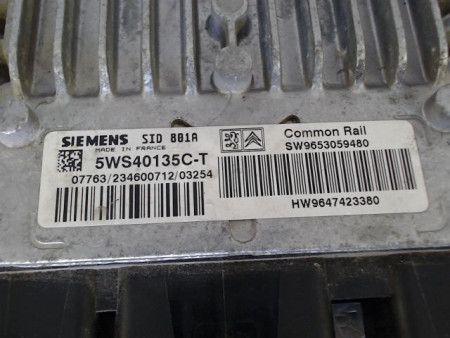 SIEMENS SID 801A
MADE IN FRANCE
5WS40135C-T
07763/234600712/03254
Common Rail
SW9653059480
HW9647423380